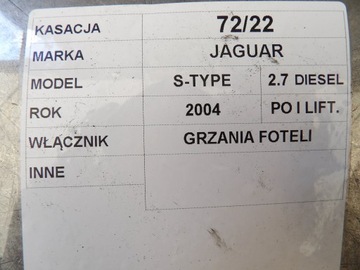 KASACJA 72/22
MARKA JAGUAR
MODEL S-TYPE 2.7 DIESEL
ROK 2004 PO I LIFT.
WŁĄCZNIK GRZANIA FOTELI
INNE